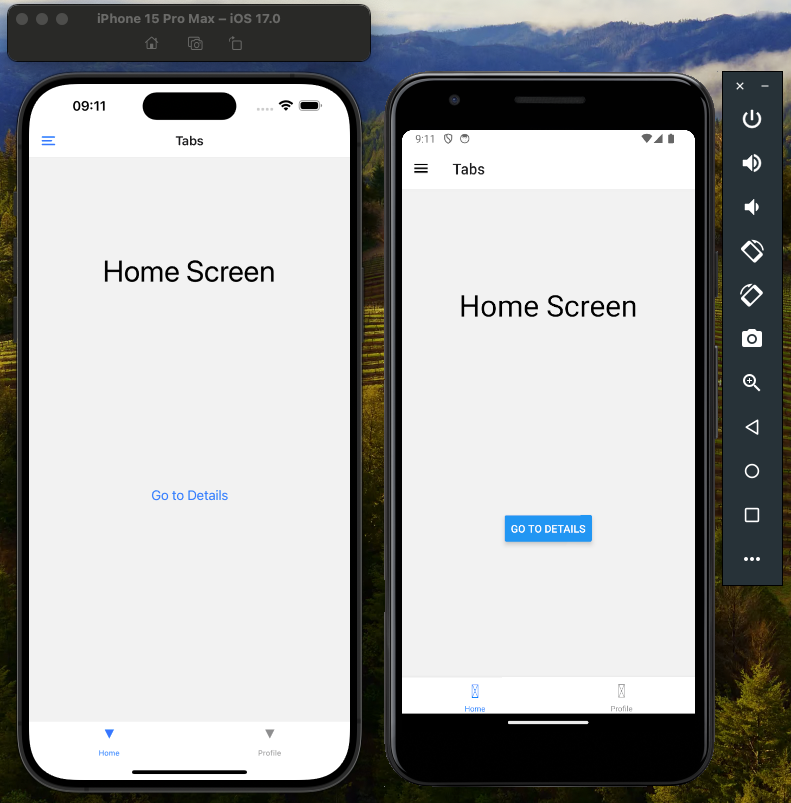 iPhone 15 Pro Max – iOS 17.0
09:11
Tabs
Home Screen
Go to Details
Home
Profile
9:11
Tabs
Home Screen
GO TO DETAILS
Home
Profile